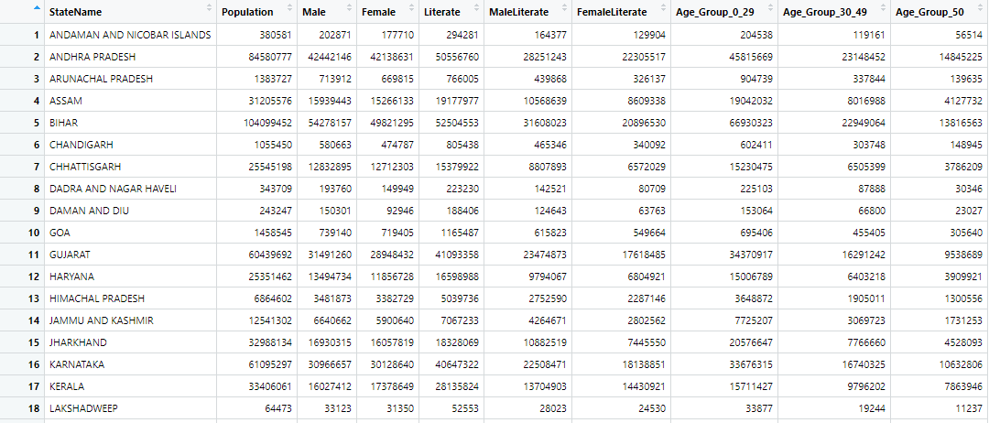 StateName Population Male Female Literate MaleLiterate FemaleLiterate Age_Group_0_29 Age_Group_30_49 Age_Group_50
1 ANDAMAN AND NICOBAR ISLANDS 380581 202871 177710 294281 164377 129904 204538 119161 56514
2 ANDHRA PRADESH 84580777 42442146 42138631 50556760 28251243 22305517 45815669 23148452 14845225
3 ARUNACHAL PRADESH 1383727 713912 669815 766005 439868 326137 904739 337844 139635
4 ASSAM 31205576 15939443 15266133 19177977 10568639 8609338 19042032 8016988 4127732
5 BIHAR 104099452 54278157 49821295 52504553 31608023 20896530 66930323 22949064 13816563
6 CHANDIGARH 1055450 580663 474787 805438 465346 340092 602411 303748 148945
7 CHHATTISGARH 25545198 12832895 12712303 15379922 8807893 6572029 15230475 6505399 3786209
8 DADRA AND NAGAR HAVELI 343709 193760 149949 223230 142521 80709 225103 87888 30346
9 DAMAN AND DIU 243247 150301 92946 188406 124643 63763 153064 66800 23027
10 GOA 1458545 739140 719405 1165487 615823 549664 695406 455405 305640
11 GUJARAT 60439692 31491260 28948432 41093358 23474873 17618485 34370917 16291242 9538689
12 HARYANA 25351462 13494734 11856728 16598988 9794067 6804921 15006789 6403218 3909921
13 HIMACHAL PRADESH 6864602 3481873 3382729 5039736 2752590 2287146 3648872 1905011 1300556
14 JAMMU AND KASHMIR 12541302 6640662 5900640 7067233 4264671 2802562 7725207 3069723 1731253
15 JHARKHAND 32988134 16930315 16057819 18328069 10882519 7445550 20576647 7766660 4528093
16 KARNATAKA 61095297 30966657 30128640 40647322 22508471 18138851 33676315 16740325 10632806
17 KERALA 33406061 16027412 17378649 28135824 13704903 14430921 15711427 9796202 7863946
18 LAKSHADWEEP 64473 33123 31350 52553 28023 24530 33877 19244 11237